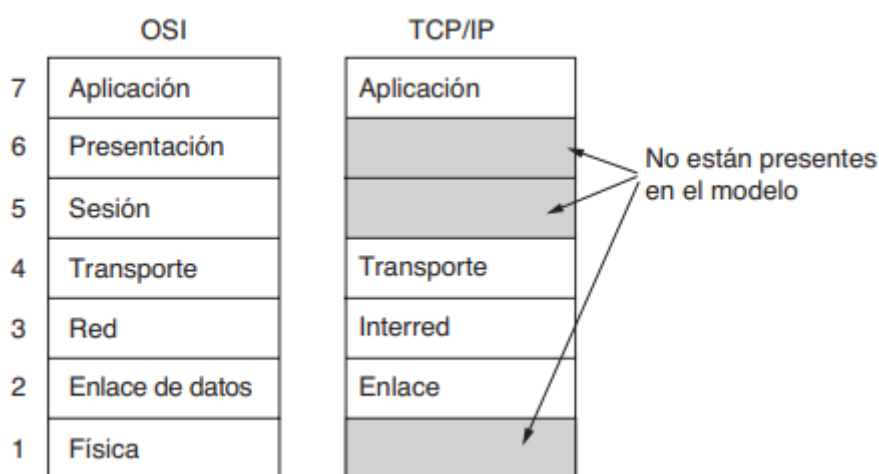 OSI TCP/IP
7 Aplicación Aplicación
6 Presentación
No están presentes
en el modelo
5 Sesión
4 Transporte Transporte
3 Red Interred
2 Enlace de datos Enlace
1 Física